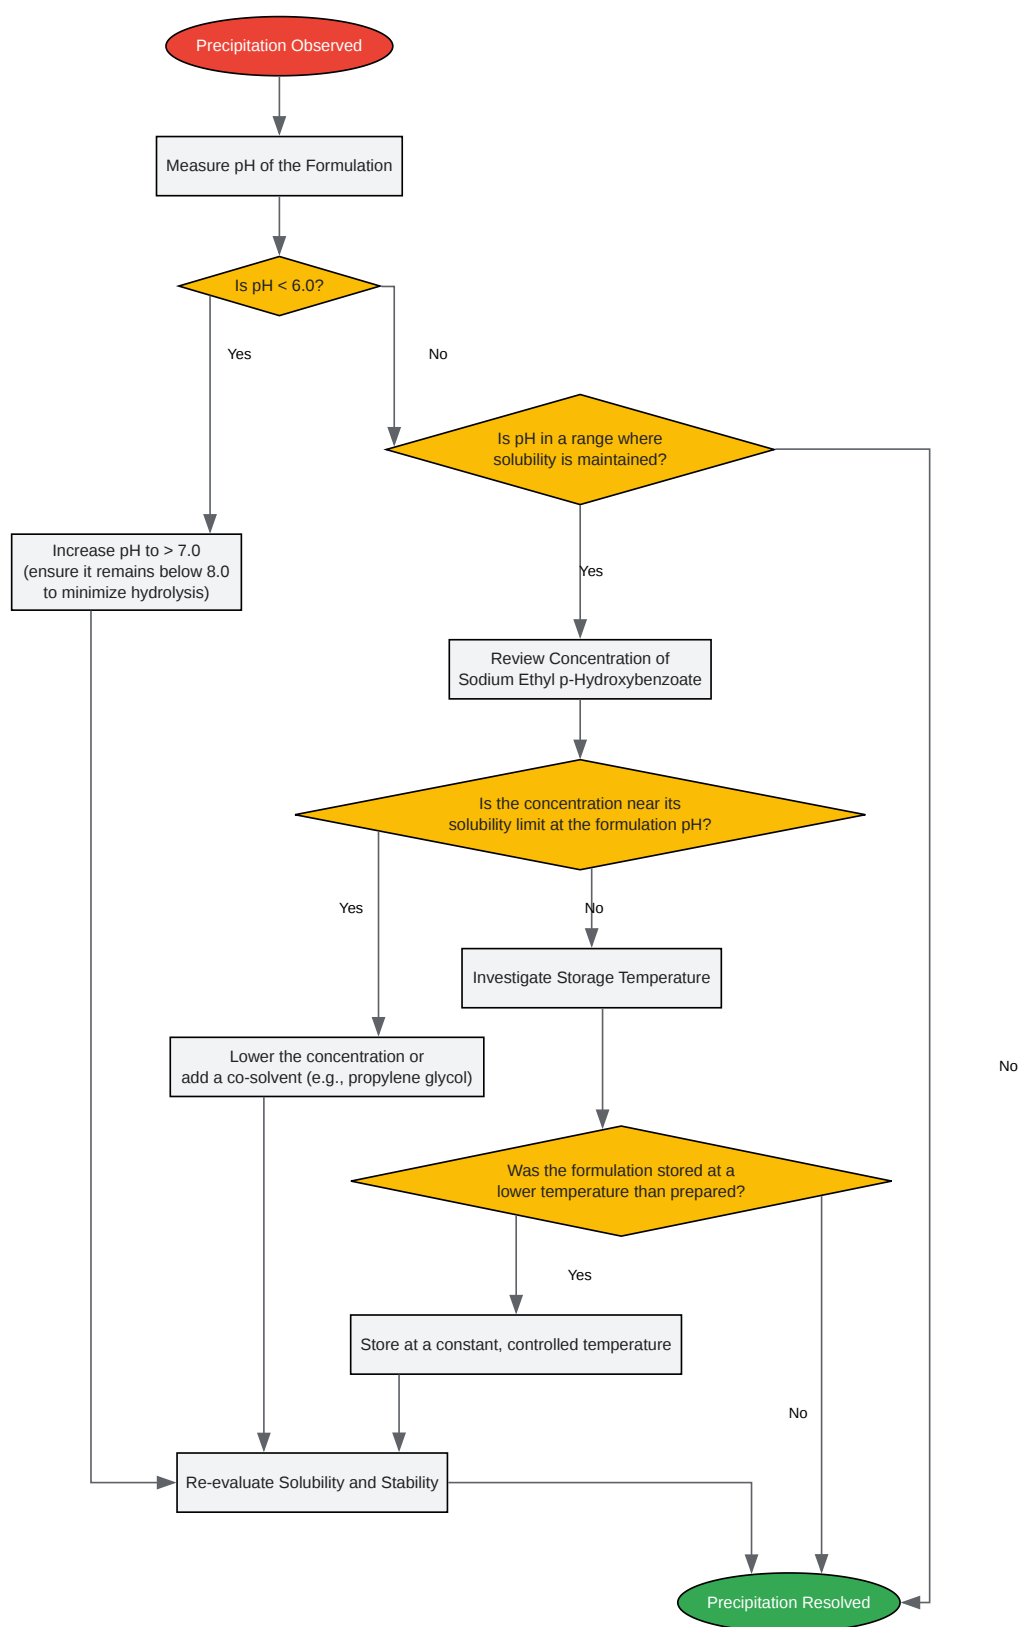 Precipitation Observed
Measure pH of the Formulation
Is pH < 6.0?
Yes
No
Is pH in a range where
solubility is maintained?
Increase pH to > 7.0
(ensure it remains below 8.0
to minimize hydrolysis)
Yes
Review Concentration of
Sodium Ethyl p-Hydroxybenzoate
Is the concentration near its
solubility limit at the formulation pH?
Yes
No
Investigate Storage Temperature
Lower the concentration or
add a co-solvent (e.g., propylene glycol)
No
Was the formulation stored at a
lower temperature than prepared?
Yes
Store at a constant, controlled temperature
No
Re-evaluate Solubility and Stability
Precipitation Resolved